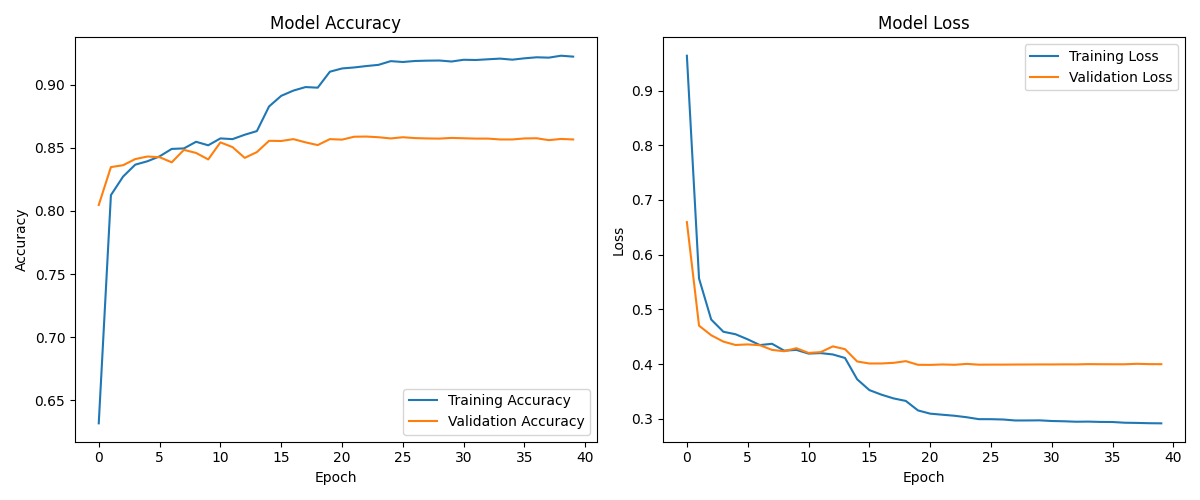 Model Accuracy
Accuracy
0.90
0.85
0.80
0.75
0.70
0.65
0 5 10 15 20 25 30 35 40
Epoch
Training Accuracy
Validation Accuracy
Model Loss
Loss
0.9
0.8
0.7
0.6
0.5
0.4
0.3
0 5 10 15 20 25 30 35 40
Epoch
Training Loss
Validation Loss